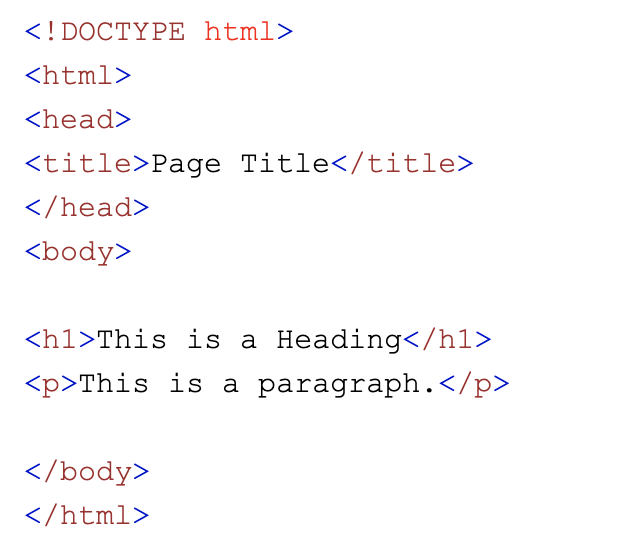 <!DOCTYPE html>
<html>
<head>
<title>Page Title</title>
</head>
<body>
<h1>This is a Heading</h1>
<p>This is a paragraph.</p>
</body>
</html>